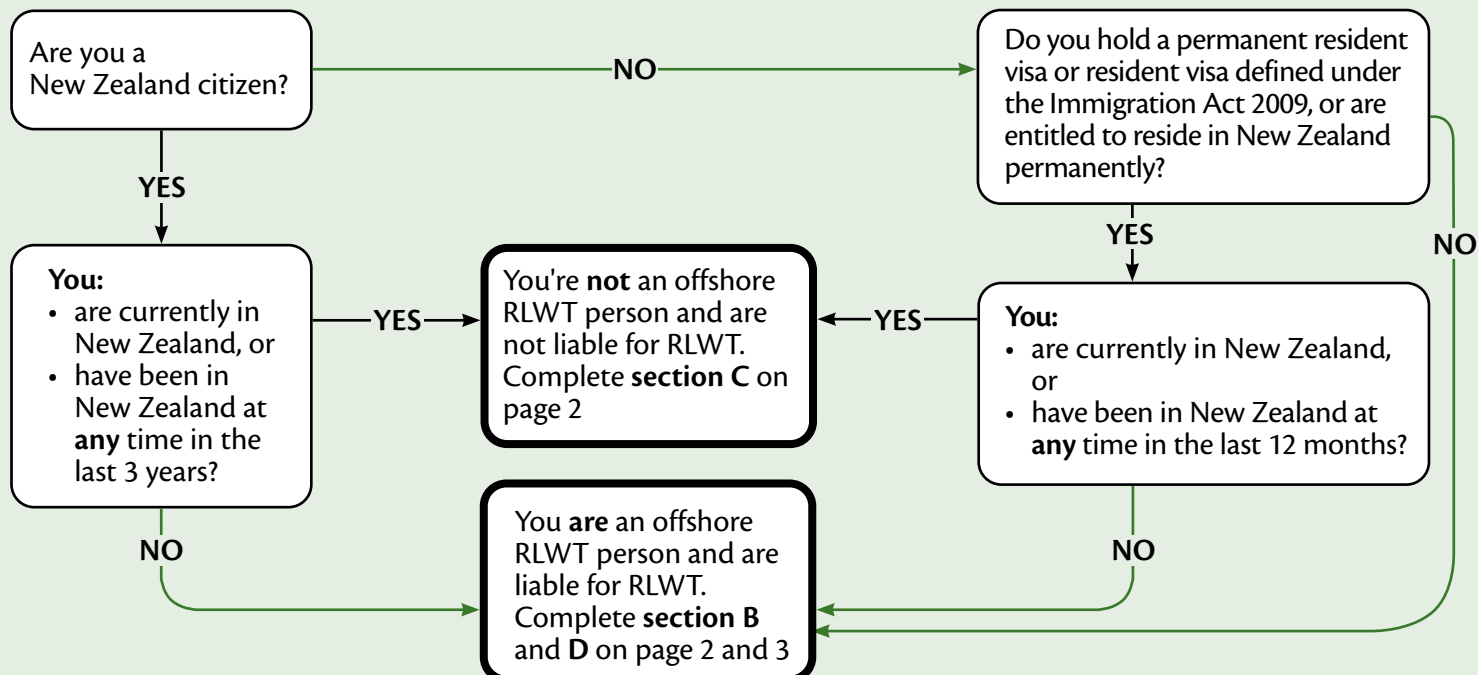 Are you a
New Zealand citizen?
NO
Do you hold a permanent resident
visa or resident visa defined under
the Immigration Act 2009, or are
entitled to reside in New Zealand
permanently?
YES
YES
NO
You:
• are currently in
New Zealand, or
• have been in
New Zealand at
any time in the
last 3 years?
YES
You're not an offshore
RLWT person and are
not liable for RLWT.
Complete section C on
page 2
YES
You:
• are currently in New Zealand,
or
• have been in New Zealand at
any time in the last 12 months?
NO
You are an offshore
RLWT person and are
liable for RLWT.
Complete section B
and D on page 2 and 3
NO